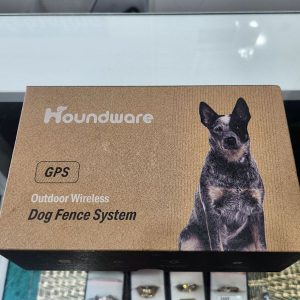 Houndware
GPS
Outdoor Wireless
Dog Fence System